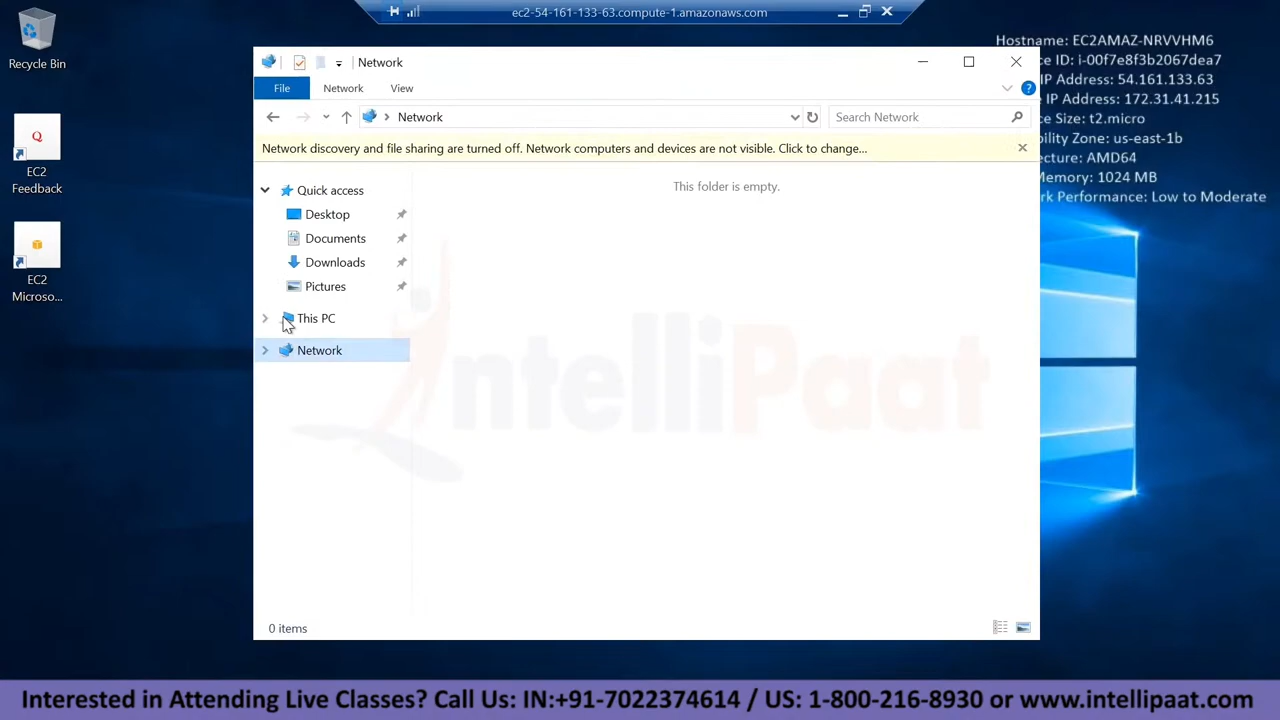 ec2-54-161-133-63.compute-1.amazonaws.com
Recycle Bin
EC2
Feedback
EC2
Microso...
Hostname: EC2AMAZ-NRVVHM6
ce ID: i-00f7e8f3b2067dea7
IP Address: 54.161.133.63
e IP Address: 172.31.41.215
ce Size: t2.micro
bility Zone: us-east-1b
ecture: AMD64
Memory: 1024 MB
rk Performance: Low to Moderate
Network
File
Network
View
Network
Search Network
Network discovery and file sharing are turned off. Network computers and devices are not visible. Click to change...
Quick access
Desktop
Documents
Downloads
Pictures
This PC
Network
This folder is empty.
IntelliPaat
0 items
Interested in Attending Live Classes? Call Us: IN:+91-7022374614 / US: 1-800-216-8930 or www.intellipaat.com